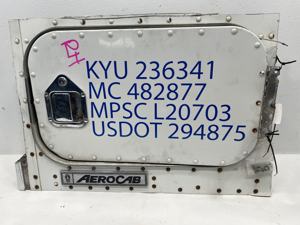 RH
KYU 236341
MC 482877
MPSC L20703
USDOT 294875
AEROCAB